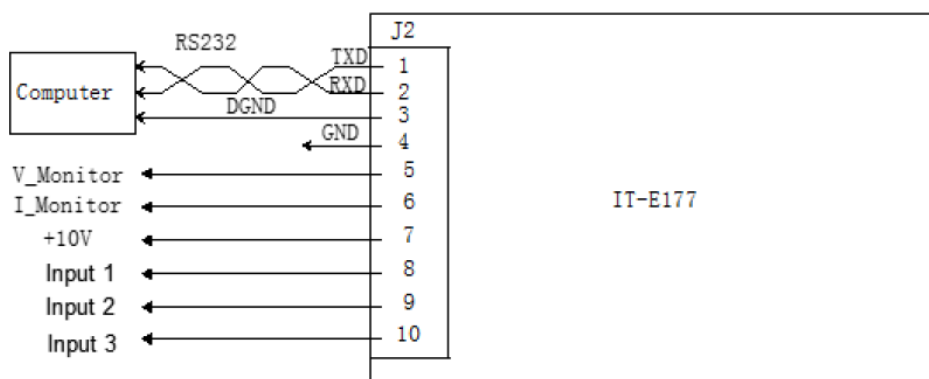 J2
RS232
TXD
1
Computer
RXD
2
DGND
3
GND
4
V_Monitor
5
I_Monitor
6
IT-E177
+10V
7
Input 1
8
Input 2
9
Input 3
10